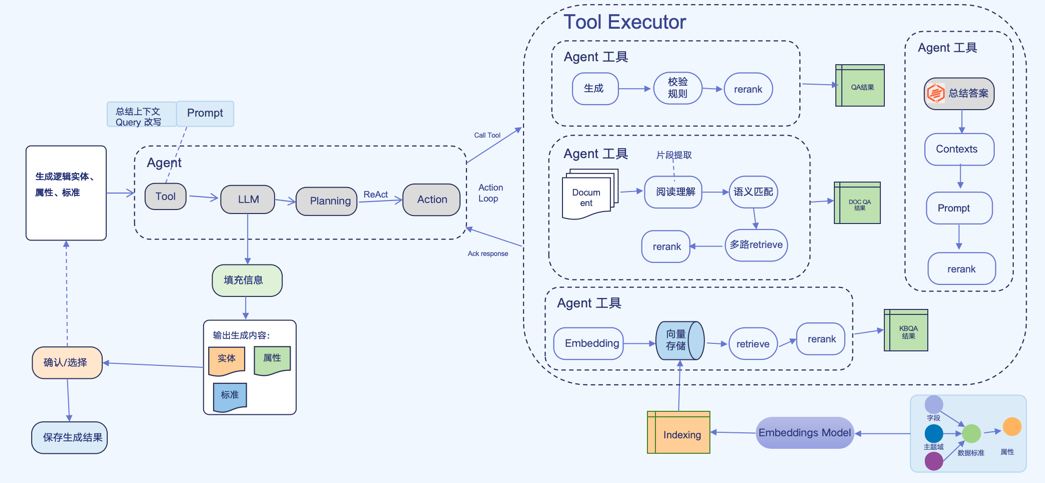 Tool Executor
Agent 工具
生成
校验
规则
rerank
QA结果
Agent 工具
总结答案
Contexts
Prompt
rerank
总结上下文
Query 改写
Prompt
Call Tool
Agent 工具
片段提取
Docum
ent
阅读理解
语义匹配
rerank
多路retrieve
DOC QA
结果
生成逻辑实体、
属性、标准
Agent
Tool
LLM
Planning
ReAct
Action
Action
Loop
Ack response
填充信息
输出生成内容:
实体
属性
标准
确认/选择
保存生成结果
Agent 工具
Embedding
向量
存储
retrieve
rerank
KBQA
结果
Indexing
Embeddings Model
字段
主题域
数据标准
属性